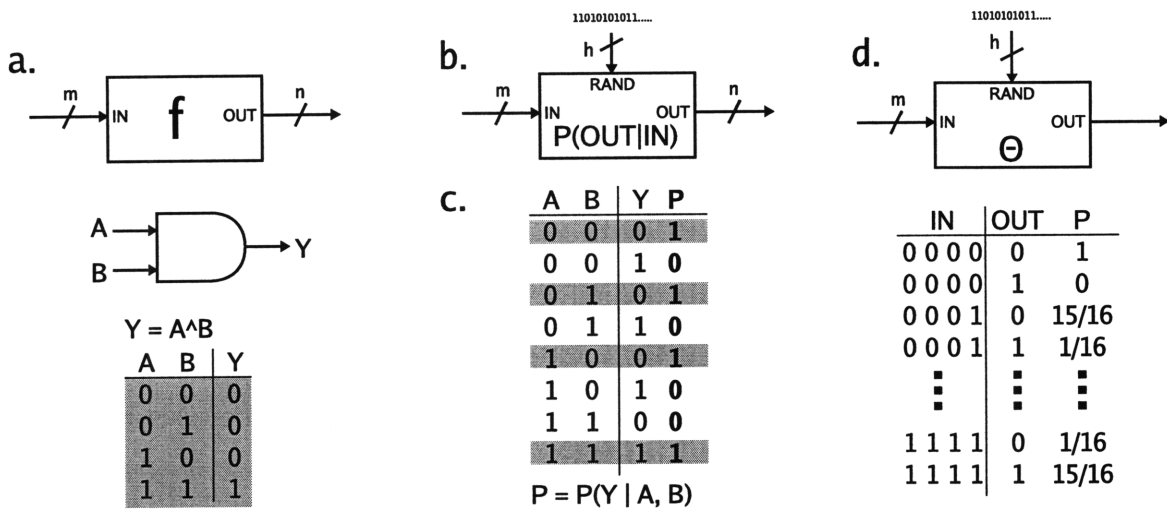 a.
m
IN
f
OUT
n
A
B
Y
Y = A^B
A B Y
0 0 0
0 1 0
1 0 0
1 1 1
b.
11010101011.....
h
RAND
m
IN
OUT
n
P(OUT|IN)
c.
A B Y P
0 0 0 1
0 0 1 0
0 1 0 1
0 1 1 0
1 0 0 1
1 0 1 0
1 1 0 0
1 1 1 1
P = P(Y | A, B)
d.
11010101011.....
h
RAND
m
IN
OUT
Θ
IN OUT P
0 0 0 0 0 1
0 0 0 0 1 0
0 0 0 1 0 15/16
0 0 0 1 1 1/16
1 1 1 1 0 1/16
1 1 1 1 1 15/16